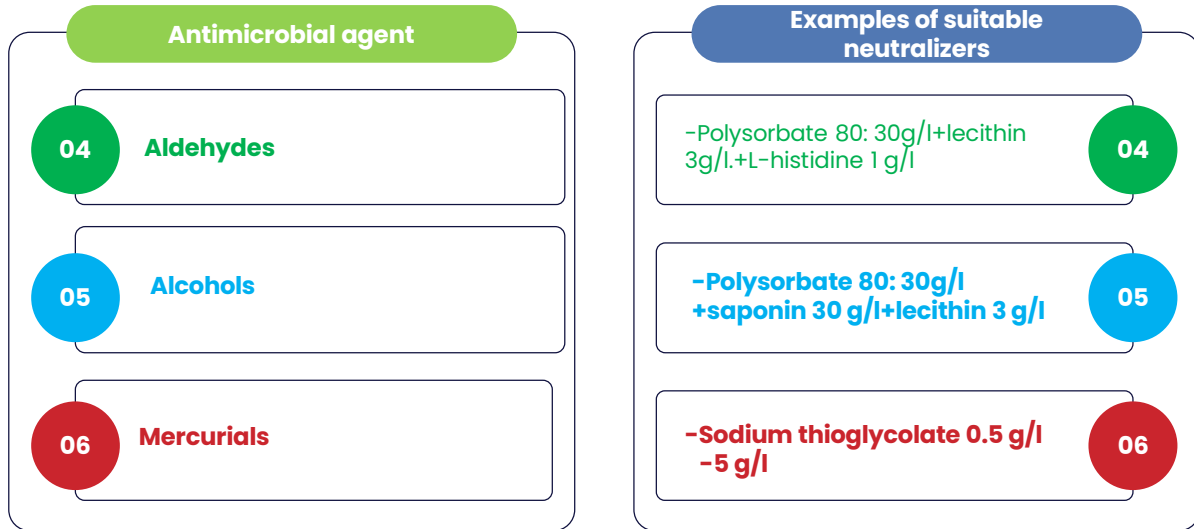 Antimicrobial agent
04
Aldehydes
05
Alcohols
06
Mercurials
Examples of suitable
neutralizers
-Polysorbate 80: 30g/l+lecithin
3g/l.+L-histidine 1 g/l
04
-Polysorbate 80: 30g/l
+saponin 30 g/l+lecithin 3 g/l
05
-Sodium thioglycolate 0.5 g/l
-5 g/l
06